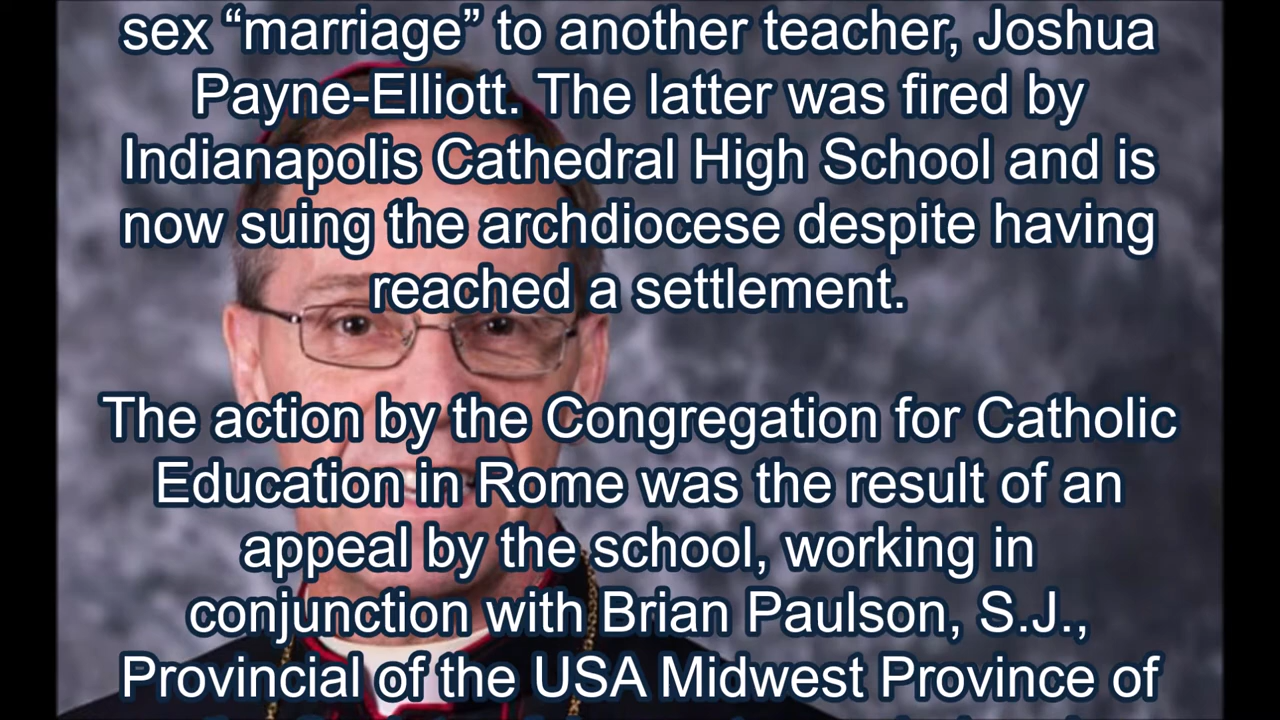 sex “marriage” to another teacher, Joshua
Payne-Elliott. The latter was fired by
Indianapolis Cathedral High School and is
now suing the archdiocese despite having
reached a settlement.
The action by the Congregation for Catholic
Education in Rome was the result of an
appeal by the school, working in
conjunction with Brian Paulson, S.J.,
Provincial of the USA Midwest Province of